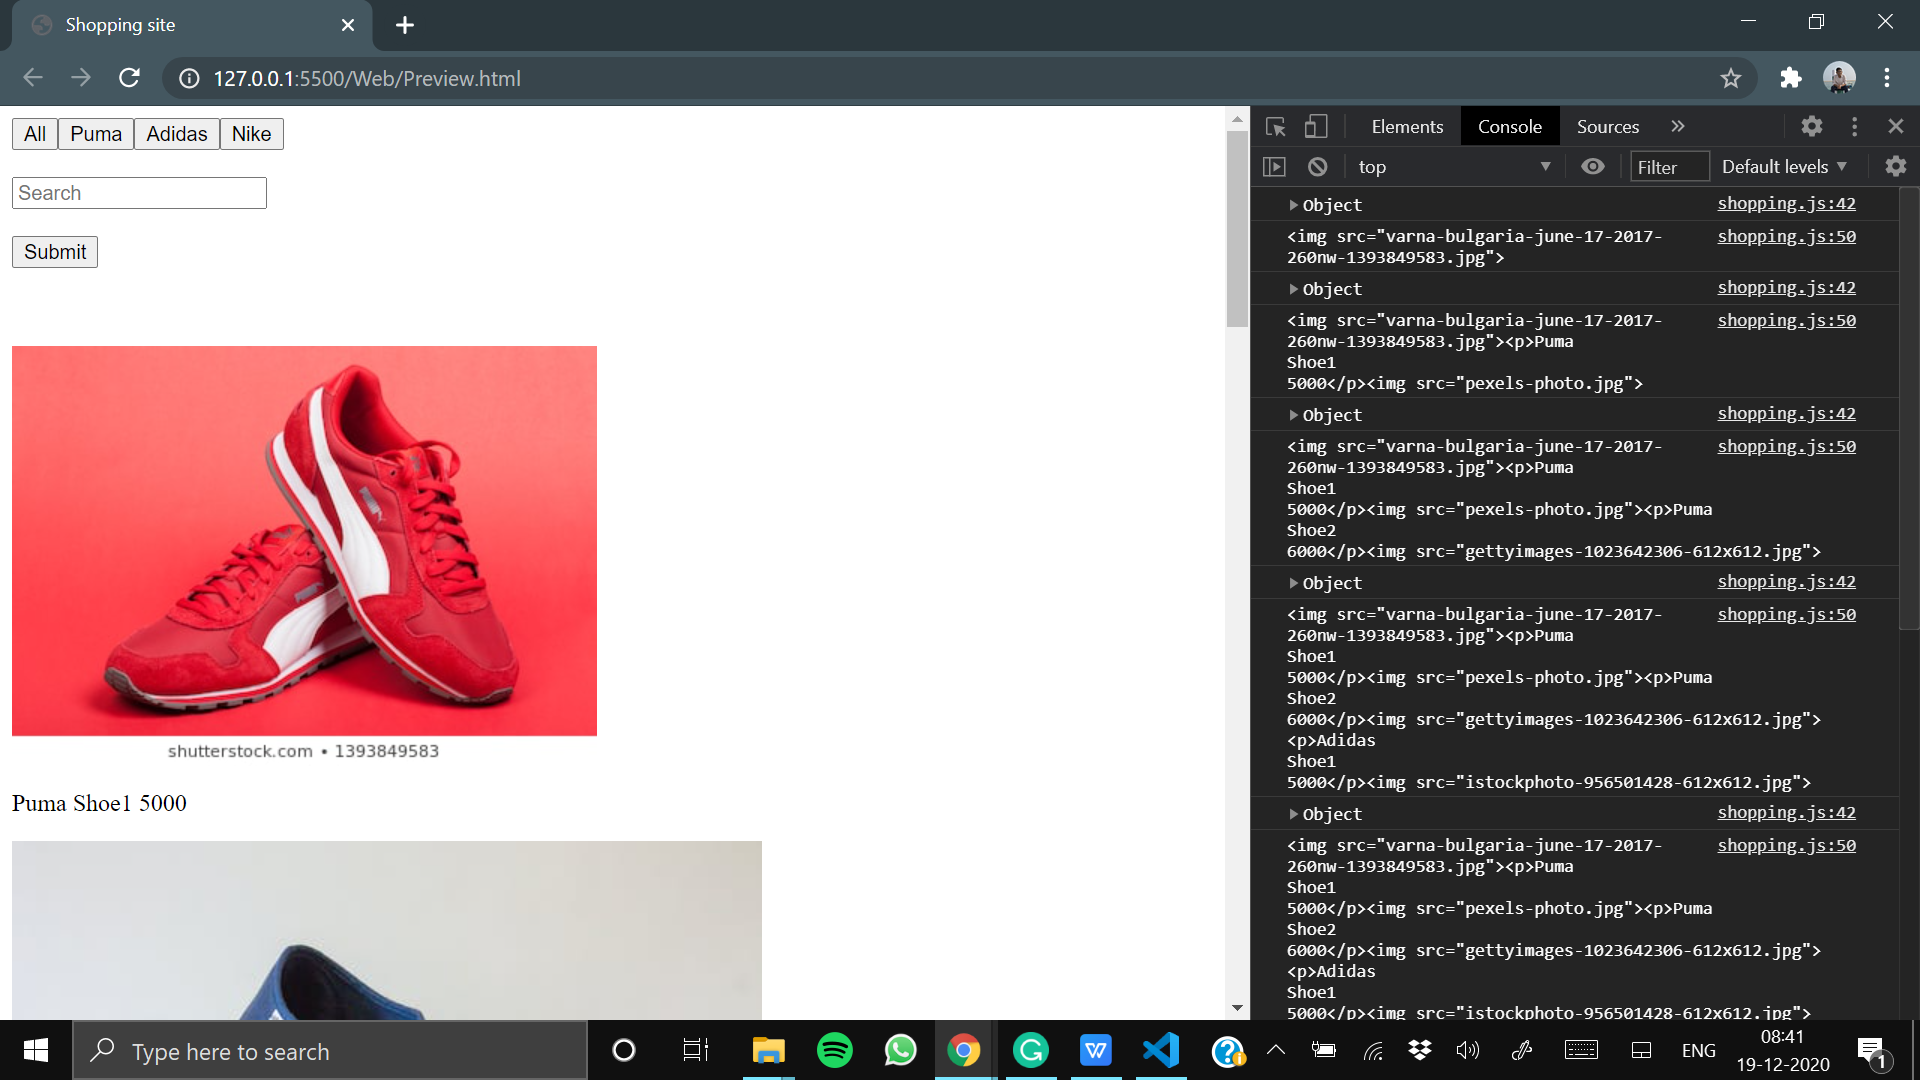 Shopping site
127.0.0.1:5500/Web/Preview.html
All Puma Adidas Nike
Search
Submit
shutterstock.com • 1393849583
Puma Shoe1 5000
Elements Console Sources »
top Filter Default levels
Object shopping.js:42
<img src="varna-bulgaria-june-17-2017- shopping.js:50
260nw-1393849583.jpg">
Object shopping.js:42
<img src="varna-bulgaria-june-17-2017- shopping.js:50
260nw-1393849583.jpg"><p>Puma
Shoe1
5000</p><img src="pexels-photo.jpg">
Object shopping.js:42
<img src="varna-bulgaria-june-17-2017- shopping.js:50
260nw-1393849583.jpg"><p>Puma
Shoe1
5000</p><img src="pexels-photo.jpg"><p>Puma
Shoe2
6000</p><img src="gettyimages-1023642306-612x612.jpg">
Object shopping.js:42
<img src="varna-bulgaria-june-17-2017- shopping.js:50
260nw-1393849583.jpg"><p>Puma
Shoe1
5000</p><img src="pexels-photo.jpg"><p>Puma
Shoe2
6000</p><img src="gettyimages-1023642306-612x612.jpg">
<p>Adidas
Shoe1
5000</p><img src="istockphoto-956501428-612x612.jpg">
Object shopping.js:42
<img src="varna-bulgaria-june-17-2017- shopping.js:50
260nw-1393849583.jpg"><p>Puma
Shoe1
5000</p><img src="pexels-photo.jpg"><p>Puma
Shoe2
6000</p><img src="gettyimages-1023642306-612x612.jpg">
<p>Adidas
Shoe1
5000</p><img src="istockphoto-956501428-612x612.jpg">
Type here to search
ENG
08:41
19-12-2020
1